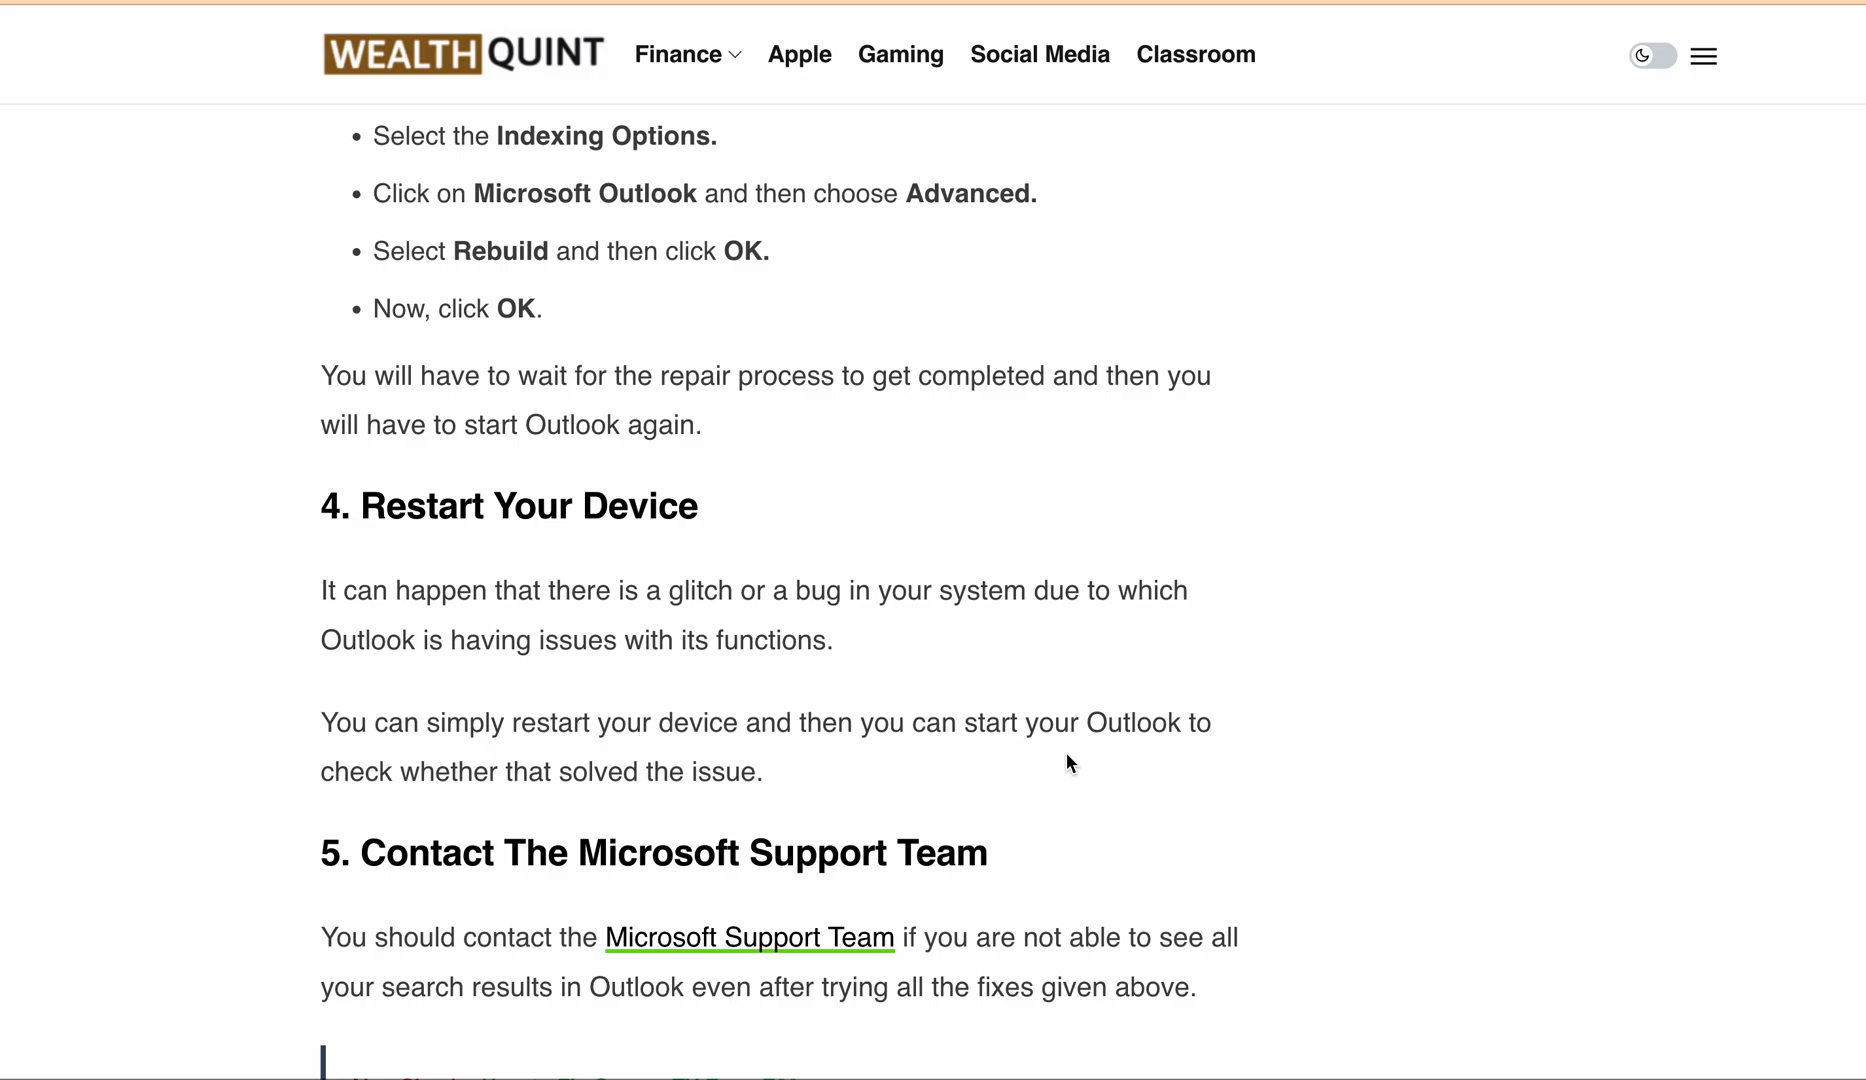 WEALTH QUINT Finance Apple Gaming Social Media Classroom
• Select the Indexing Options.
• Click on Microsoft Outlook and then choose Advanced.
• Select Rebuild and then click OK.
• Now, click OK.
You will have to wait for the repair process to get completed and then you
will have to start Outlook again.
4. Restart Your Device
It can happen that there is a glitch or a bug in your system due to which
Outlook is having issues with its functions.
You can simply restart your device and then you can start your Outlook to
check whether that solved the issue.
5. Contact The Microsoft Support Team
You should contact the Microsoft Support Team if you are not able to see all
your search results in Outlook even after trying all the fixes given above.